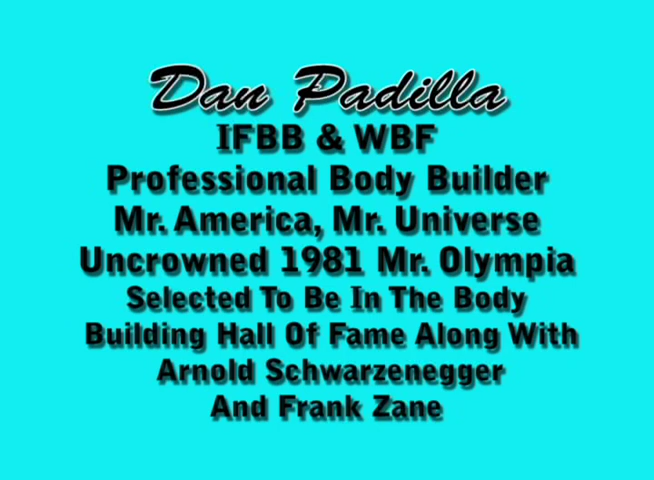 Dan Padilla
IFBB & WBF
Professional Body Builder
Mr. America, Mr. Universe
Uncrowned 1981 Mr. Olympia
Selected To Be In The Body
Building Hall Of Fame Along With
Arnold Schwarzenegger
And Frank Zane